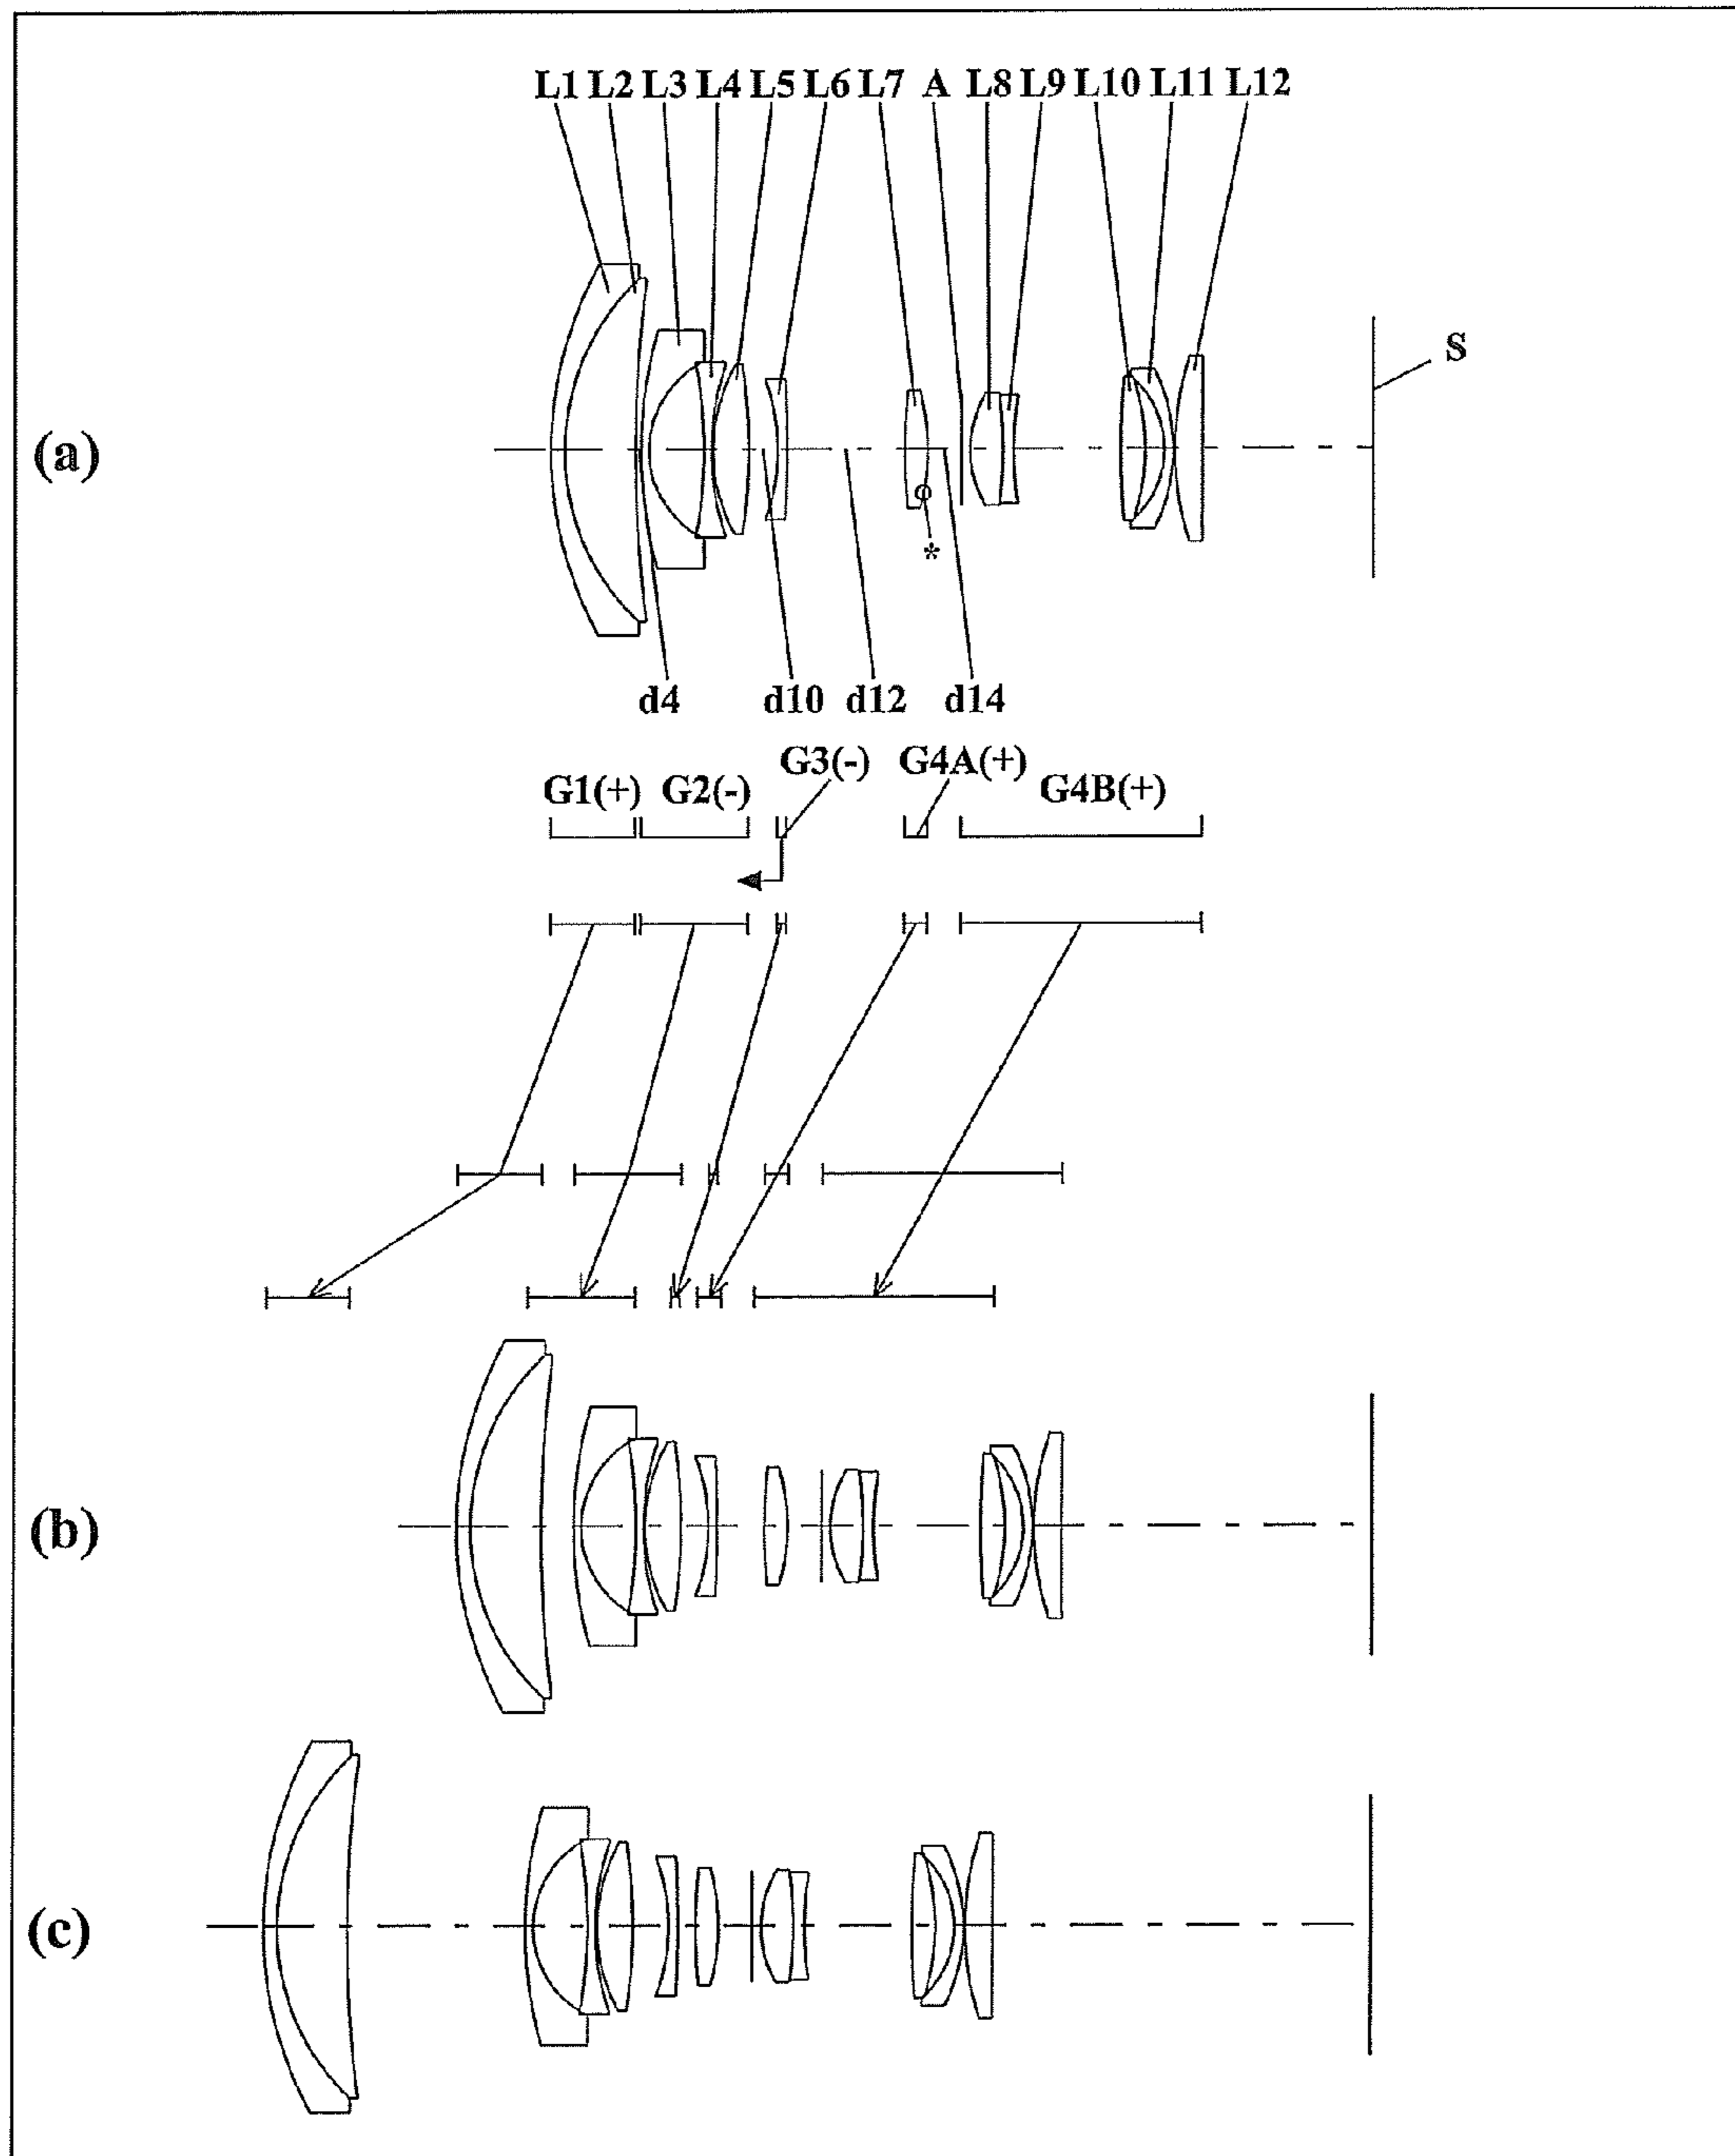 L1 L2 L3 L4 L5 L6 L7 A L8 L9 L10 L11 L12
S
(a)
*
d4 d10 d12 d14
G1(+) G2(-) G3(-) G4A(+) G4B(+)
(b)
(c)